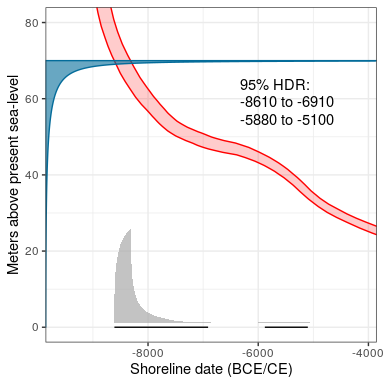 80
60
40
20
0
95% HDR:
-8610 to -6910
-5880 to -5100
-8000
-6000
-4000
Shoreline date (BCE/CE)
Meters above present sea-level